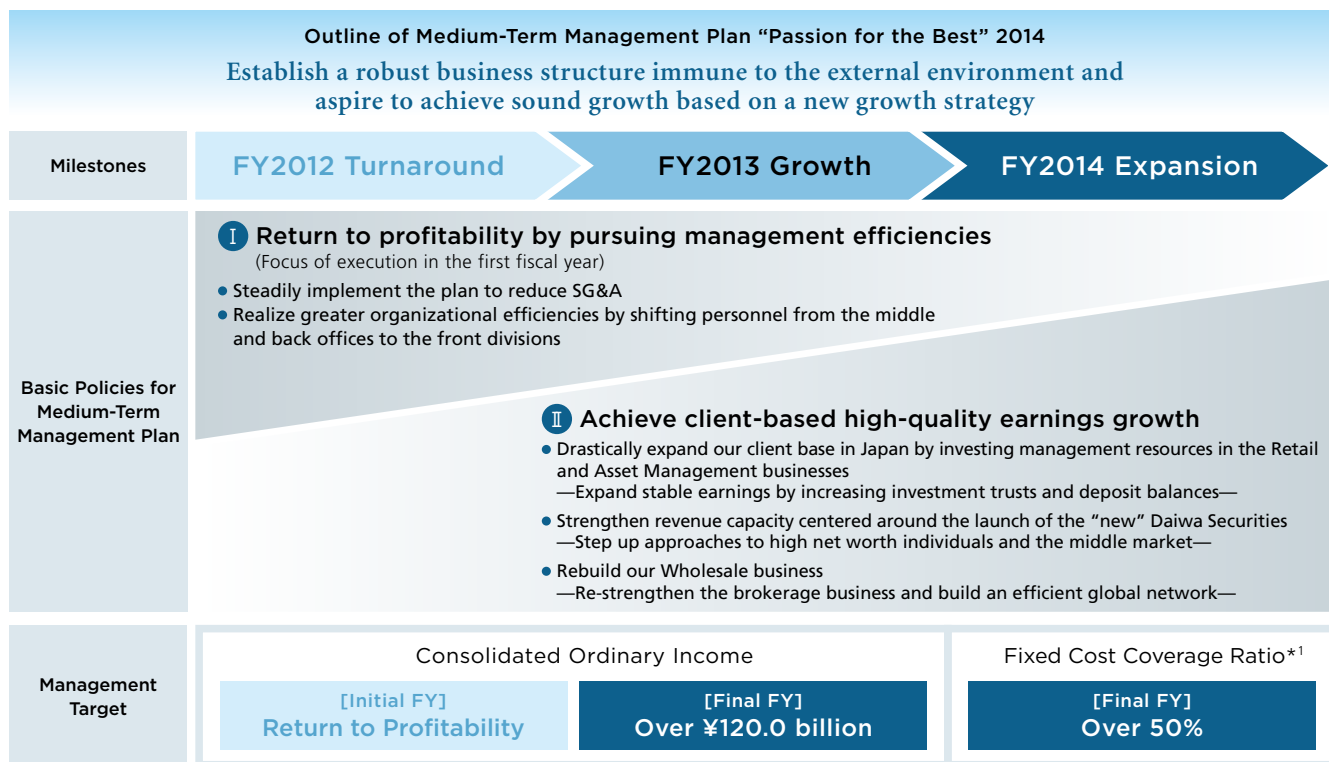 Outline of Medium-Term Management Plan “Passion for the Best” 2014
Establish a robust business structure immune to the external environment and
aspire to achieve sound growth based on a new growth strategy
Milestones
FY2012 Turnaround
FY2013 Growth
FY2014 Expansion
Basic Policies for
Medium-Term
Management Plan
I Return to profitability by pursuing management efficiencies
(Focus of execution in the first fiscal year)
• Steadily implement the plan to reduce SG&A
• Realize greater organizational efficiencies by shifting personnel from the middle
and back offices to the front divisions
II Achieve client-based high-quality earnings growth
• Drastically expand our client base in Japan by investing management resources in the Retail
and Asset Management businesses
—Expand stable earnings by increasing investment trusts and deposit balances—
• Strengthen revenue capacity centered around the launch of the “new” Daiwa Securities
—Step up approaches to high net worth individuals and the middle market—
• Rebuild our Wholesale business
—Re-strengthen the brokerage business and build an efficient global network—
Management
Target
Consolidated Ordinary Income
[Initial FY]
Return to Profitability
[Final FY]
Over ¥120.0 billion
Fixed Cost Coverage Ratio*1
[Final FY]
Over 50%